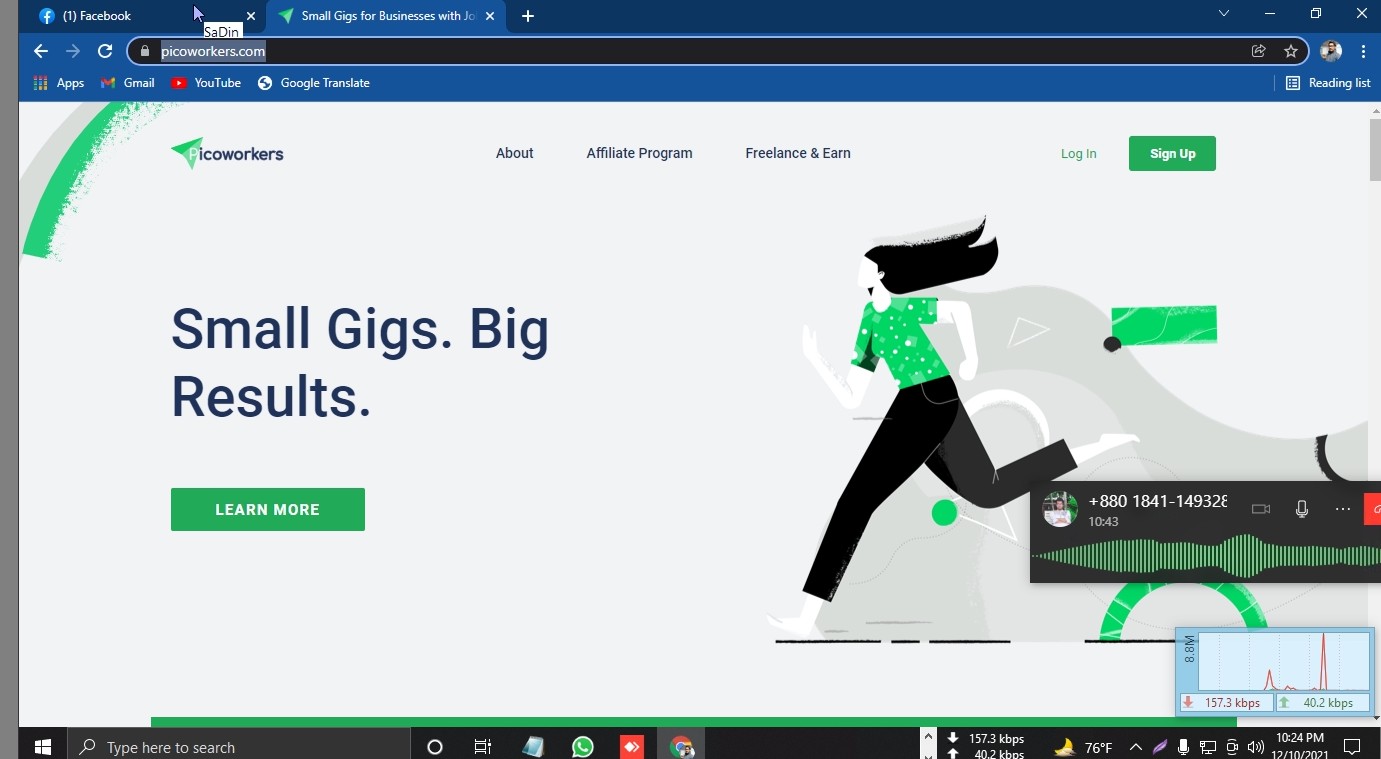 (1) Facebook
Small Gigs for Businesses with Jo
SaDin
picoworkers.com
Apps
Gmail
YouTube
Google Translate
Reading list
Picoworkers
About
Affiliate Program
Freelance & Earn
Log In
Sign Up
Small Gigs. Big
Results.
LEARN MORE
+880 1841-149328
10:43
8.8M
157.3 kbps
40.2 kbps
Type here to search
157.3 kbps
40.2 kbps
76°F
10:24 PM
12/10/2021